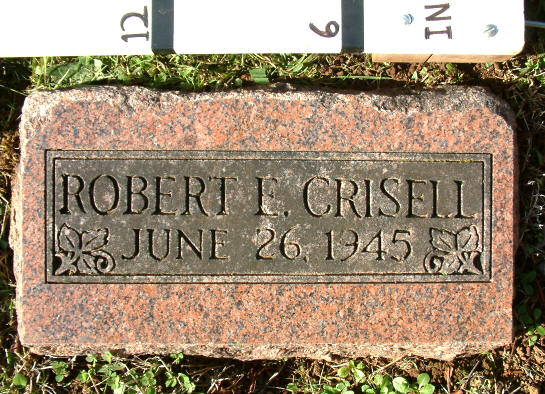 12 6 IN
ROBERT E. CRISELL
JUNE 26, 1945